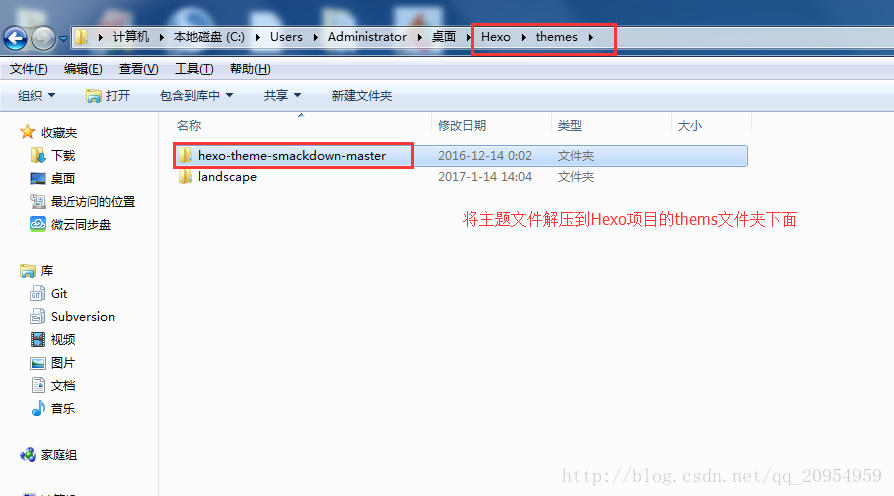 计算机 本地磁盘 (C:) Users Administrator 桌面 Hexo themes
文件(F) 编辑(E) 查看(V) 工具(T) 帮助(H)
组织 打开 包含到库中 共享 新建文件夹
收藏夹
下载
桌面
最近访问的位置
微云同步盘
库
Git
Subversion
视频
图片
文档
音乐
家庭组
名称 修改日期 类型 大小
hexo-theme-smackdown-master 2016-12-14 0:02 文件夹
landscape 2017-1-14 14:04 文件夹
将主题文件解压到Hexo项目的thems文件夹下面
http://blog.csdn.net/qq_20954959